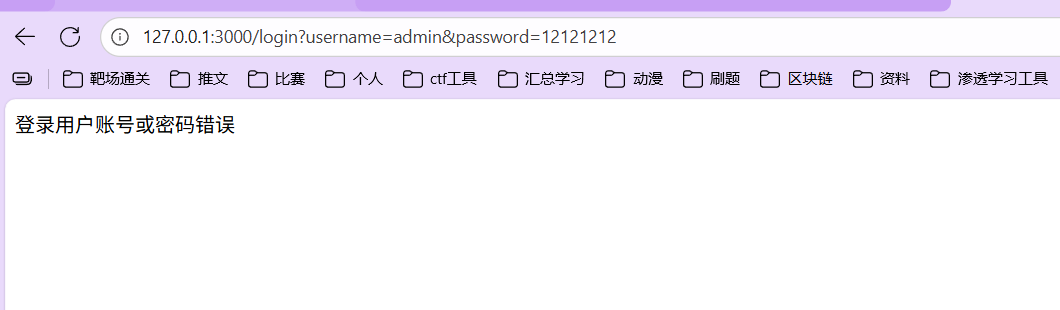 127.0.0.1:3000/login?username=admin&password=12121212
靶场通关 推文 比赛 个人 ctf工具 汇总学习 动漫 刷题 区块链 资料 渗透学习工具
登录用户账号或密码错误